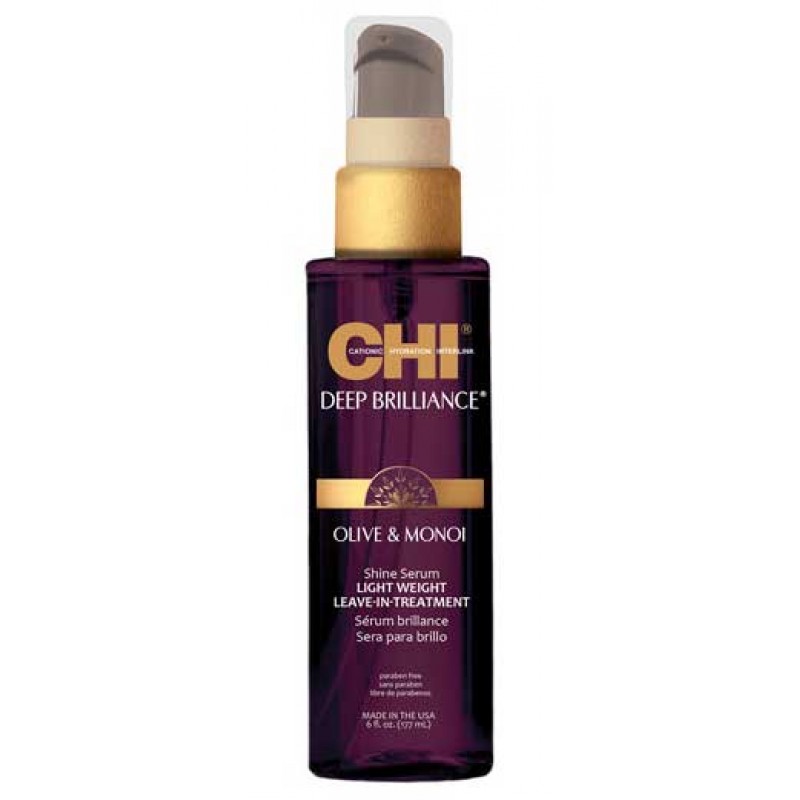 CHI®
CATIONIC HYDRATION INTERLINK
DEEP BRILLIANCE®
OLIVE & MONOI
Shine Serum
LIGHT WEIGHT
LEAVE-IN-TREATMENT
Sérum brillance
Sera para brillo
paraben free
sans paraben
libre de parabenos
MADE IN THE USA
6 fl. oz. (177 mL)